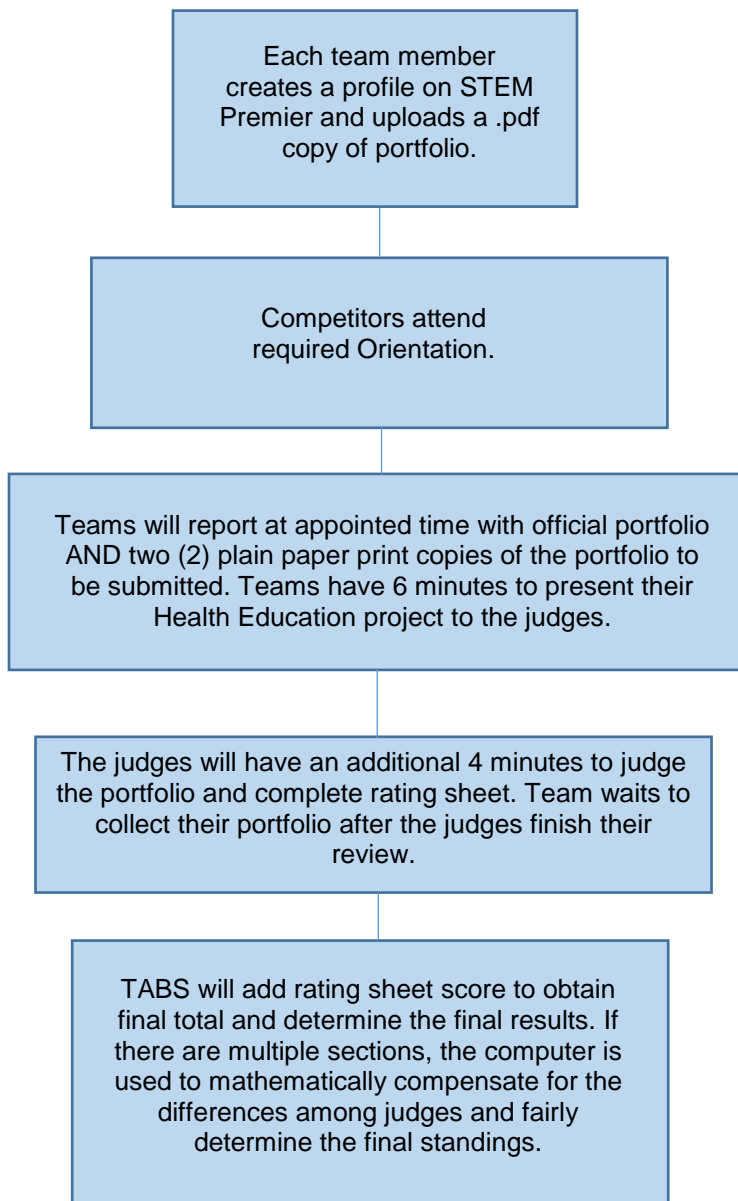 Each team member
creates a profile on STEM
Premier and uploads a .pdf
copy of portfolio.
Competitors attend
required Orientation.
Teams will report at appointed time with official portfolio
AND two (2) plain paper print copies of the portfolio to
be submitted. Teams have 6 minutes to present their
Health Education project to the judges.
The judges will have an additional 4 minutes to judge
the portfolio and complete rating sheet. Team waits to
collect their portfolio after the judges finish their
review.
TABS will add rating sheet score to obtain
final total and determine the final results. If
there are multiple sections, the computer is
used to mathematically compensate for the
differences among judges and fairly
determine the final standings.